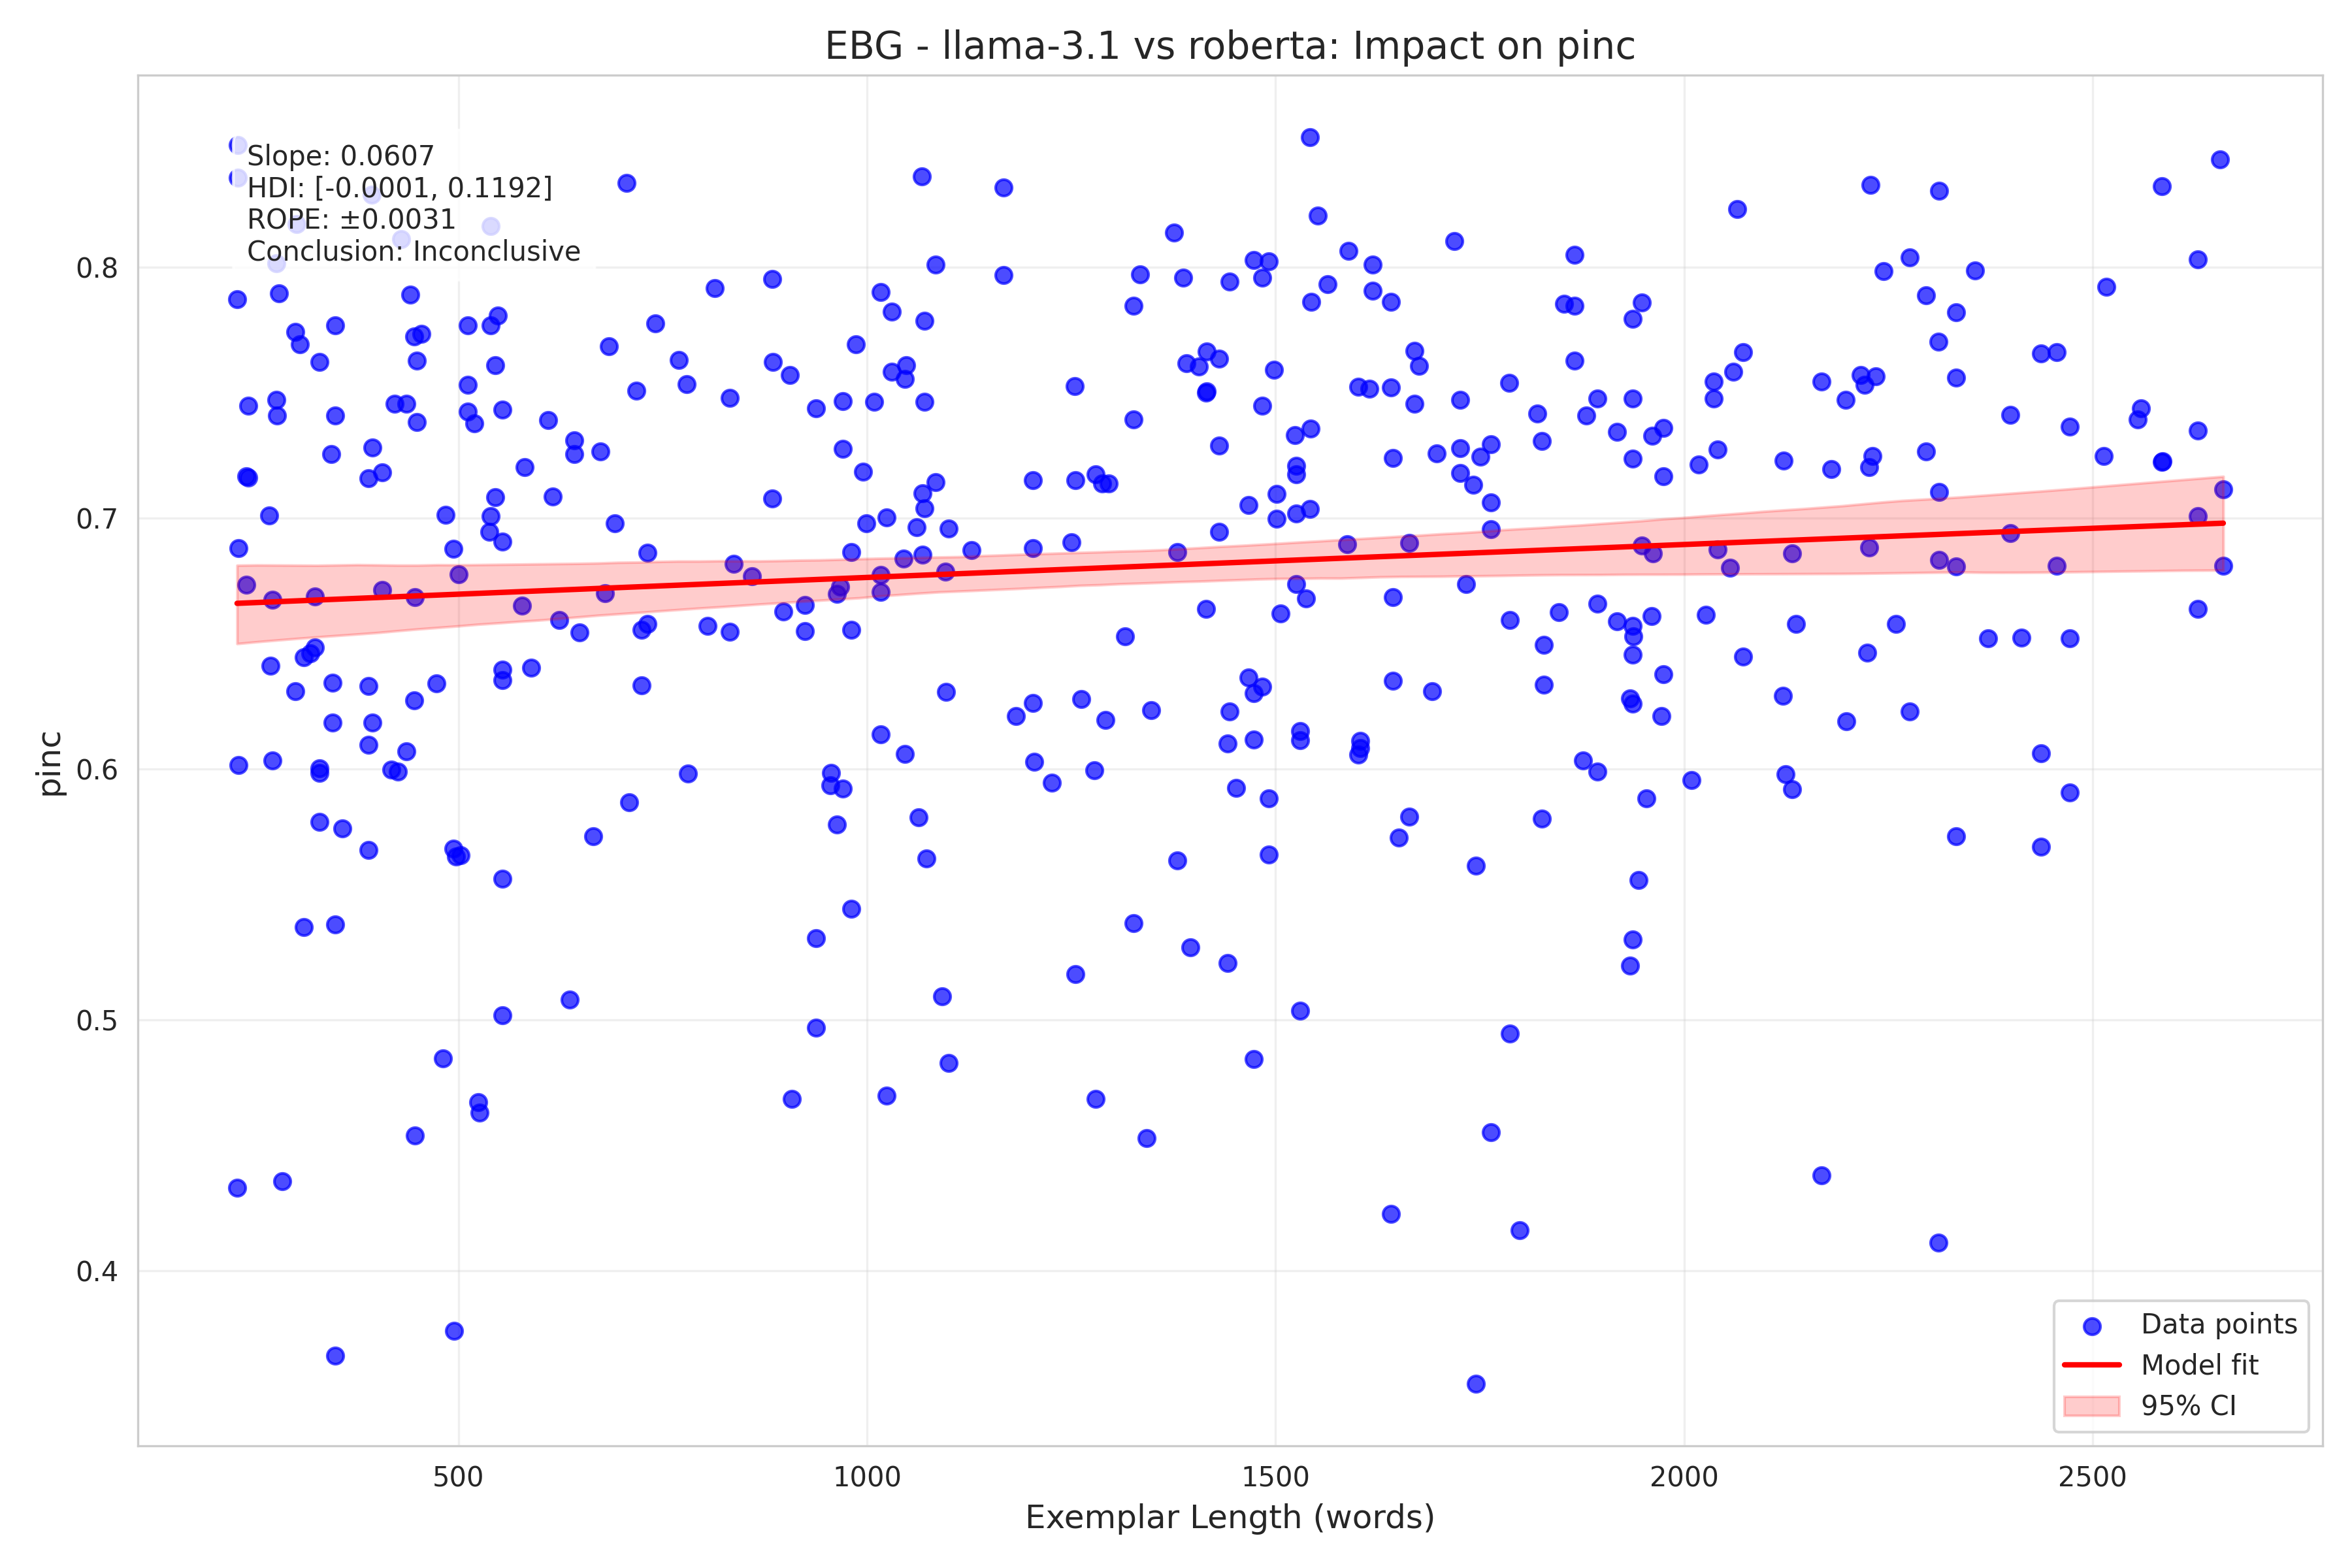 EBG - llama-3.1 vs roberta: Impact on pinc
Slope: 0.0607
HDI: [-0.0001, 0.1192]
ROPE: ±0.0031
Conclusion: Inconclusive
pinc
0.8
0.7
0.6
0.5
0.4
500
1000
1500
2000
2500
Exemplar Length (words)
Data points
Model fit
95% CI